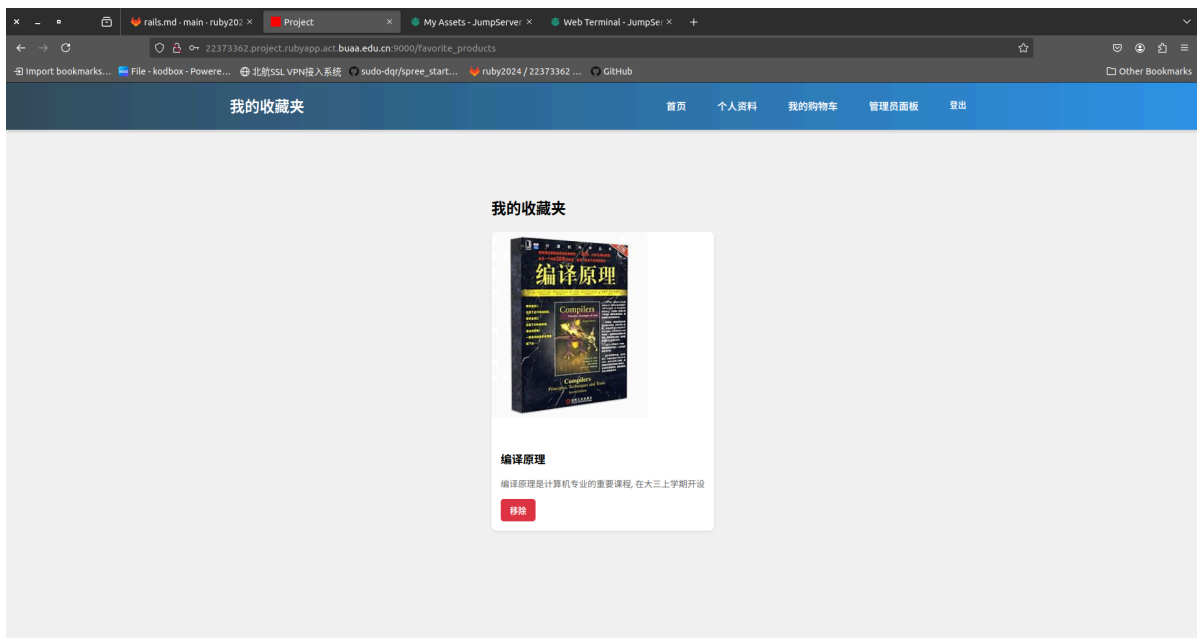 rails.md · main · ruby202 ×
Project ×
My Assets - JumpServer ×
Web Terminal - JumpSer ×
22373362.project.rubyapp.act.buaa.edu.cn:9000/favorite_products
Import bookmarks...
File - kodbox - Powere...
北航SSL VPN接入系统
sudo-dqr/spree_start...
ruby2024 / 22373362 ...
GitHub
Other Bookmarks
我的收藏夹
首页
个人资料
我的购物车
管理员面板
登出
我的收藏夹
编译原理
Compilers
Compilers
Principles, Techniques and Tools
编译原理
编译原理是计算机专业的重要课程, 在大三上学期开设
移除